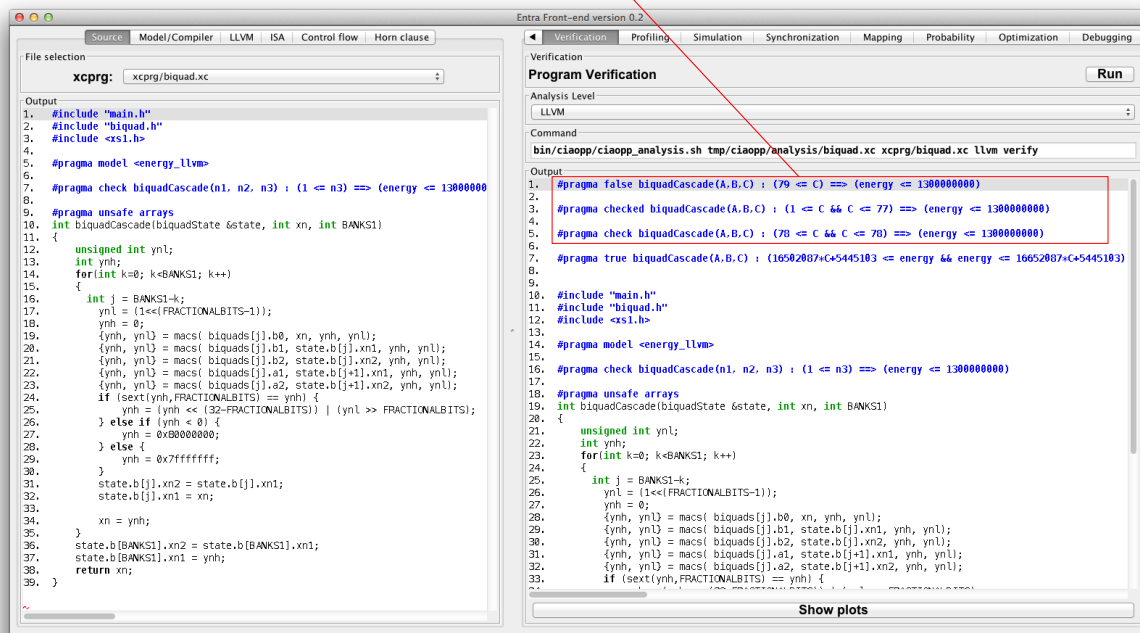 Entra Front-end version 0.2
Source Model/Compiler LLVM ISA Control flow Horn clause
File selection
xcprg: xcprg/biquad.xc
Output
1. #include "main.h"
2. #include "biquad.h"
3. #include <xs1.h>
4.
5. #pragma model <energy_llvm>
6.
7. #pragma check biquadCascade(n1, n2, n3) : (1 <= n3) ==> (energy <= 13000000
8.
9. #pragma unsafe arrays
10. int biquadCascade(biquadState &state, int xn, int BANKS1)
11. {
12. unsigned int ynl;
13. int ynh;
14. for(int k=0; k<BANKS1; k++)
15. {
16. int j = BANKS1-k;
17. ynl = (1<<(FRACTIONALBITS-1));
18. ynh = 0;
19. {ynh, ynl} = macs( biquads[j].b0, xn, ynh, ynl);
20. {ynh, ynl} = macs( biquads[j].b1, state.b[j].xn1, ynh, ynl);
21. {ynh, ynl} = macs( biquads[j].b2, state.b[j].xn2, ynh, ynl);
22. {ynh, ynl} = macs( biquads[j].a1, state.b[j+1].xn1, ynh, ynl);
23. {ynh, ynl} = macs( biquads[j].a2, state.b[j+1].xn2, ynh, ynl);
24. if (sext(ynh,FRACTIONALBITS) == ynh) {
25. ynh = (ynh << (32-FRACTIONALBITS)) | (ynl >> FRACTIONALBITS);
26. } else if (ynh < 0) {
27. ynh = 0x80000000;
28. } else {
29. ynh = 0x7fffffff;
30. }
31. state.b[j].xn2 = state.b[j].xn1;
32. state.b[j].xn1 = xn;
33.
34. xn = ynh;
35. }
36. state.b[BANKS1].xn2 = state.b[BANKS1].xn1;
37. state.b[BANKS1].xn1 = ynh;
38. return xn;
39. }
~
Verification Profiling Simulation Synchronization Mapping Probability Optimization Debugging
Verification
Program Verification Run
Analysis Level
LLVM
Command
bin/ciaopp/ciaopp_analysis.sh tmp/ciaopp/analysis/biquad.xc xcprg/biquad.xc llvm verify
Output
1. #pragma false biquadCascade(A,B,C) : (79 <= C) ==> (energy <= 1300000000)
2.
3. #pragma checked biquadCascade(A,B,C) : (1 <= C && C <= 77) ==> (energy <= 1300000000)
4.
5. #pragma check biquadCascade(A,B,C) : (78 <= C && C <= 78) ==> (energy <= 1300000000)
6.
7. #pragma true biquadCascade(A,B,C) : (16502087*C+5445103 <= energy && energy <= 16652087*C+5445103)
8.
9.
10. #include "main.h"
11. #include "biquad.h"
12. #include <xs1.h>
13.
14. #pragma model <energy_llvm>
15.
16. #pragma check biquadCascade(n1, n2, n3) : (1 <= n3) ==> (energy <= 1300000000)
17.
18. #pragma unsafe arrays
19. int biquadCascade(biquadState &state, int xn, int BANKS1)
20. {
21. unsigned int ynl;
22. int ynh;
23. for(int k=0; k<BANKS1; k++)
24. {
25. int j = BANKS1-k;
26. ynl = (1<<(FRACTIONALBITS-1));
27. ynh = 0;
28. {ynh, ynl} = macs( biquads[j].b0, xn, ynh, ynl);
29. {ynh, ynl} = macs( biquads[j].b1, state.b[j].xn1, ynh, ynl);
30. {ynh, ynl} = macs( biquads[j].b2, state.b[j].xn2, ynh, ynl);
31. {ynh, ynl} = macs( biquads[j].a1, state.b[j+1].xn1, ynh, ynl);
32. {ynh, ynl} = macs( biquads[j].a2, state.b[j+1].xn2, ynh, ynl);
33. if (sext(ynh,FRACTIONALBITS) == ynh) {
Show plots